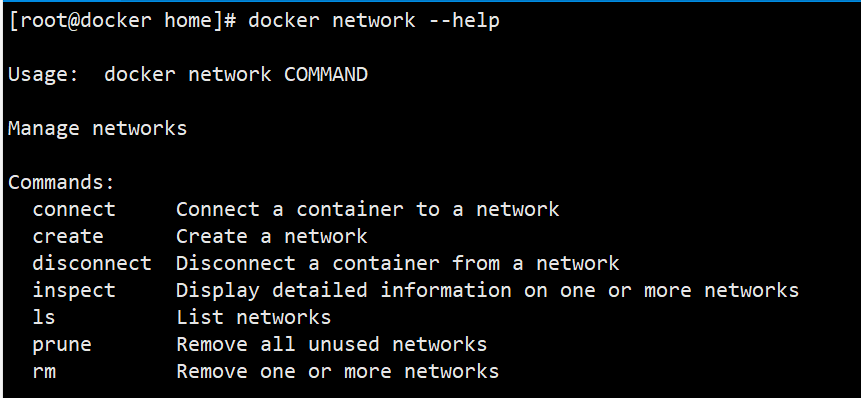 [root@docker home]# docker network --help
Usage:  docker network COMMAND
Manage networks
Commands:
  connect     Connect a container to a network
  create      Create a network
  disconnect  Disconnect a container from a network
  inspect     Display detailed information on one or more networks
  ls          List networks
  prune       Remove all unused networks
  rm          Remove one or more networks